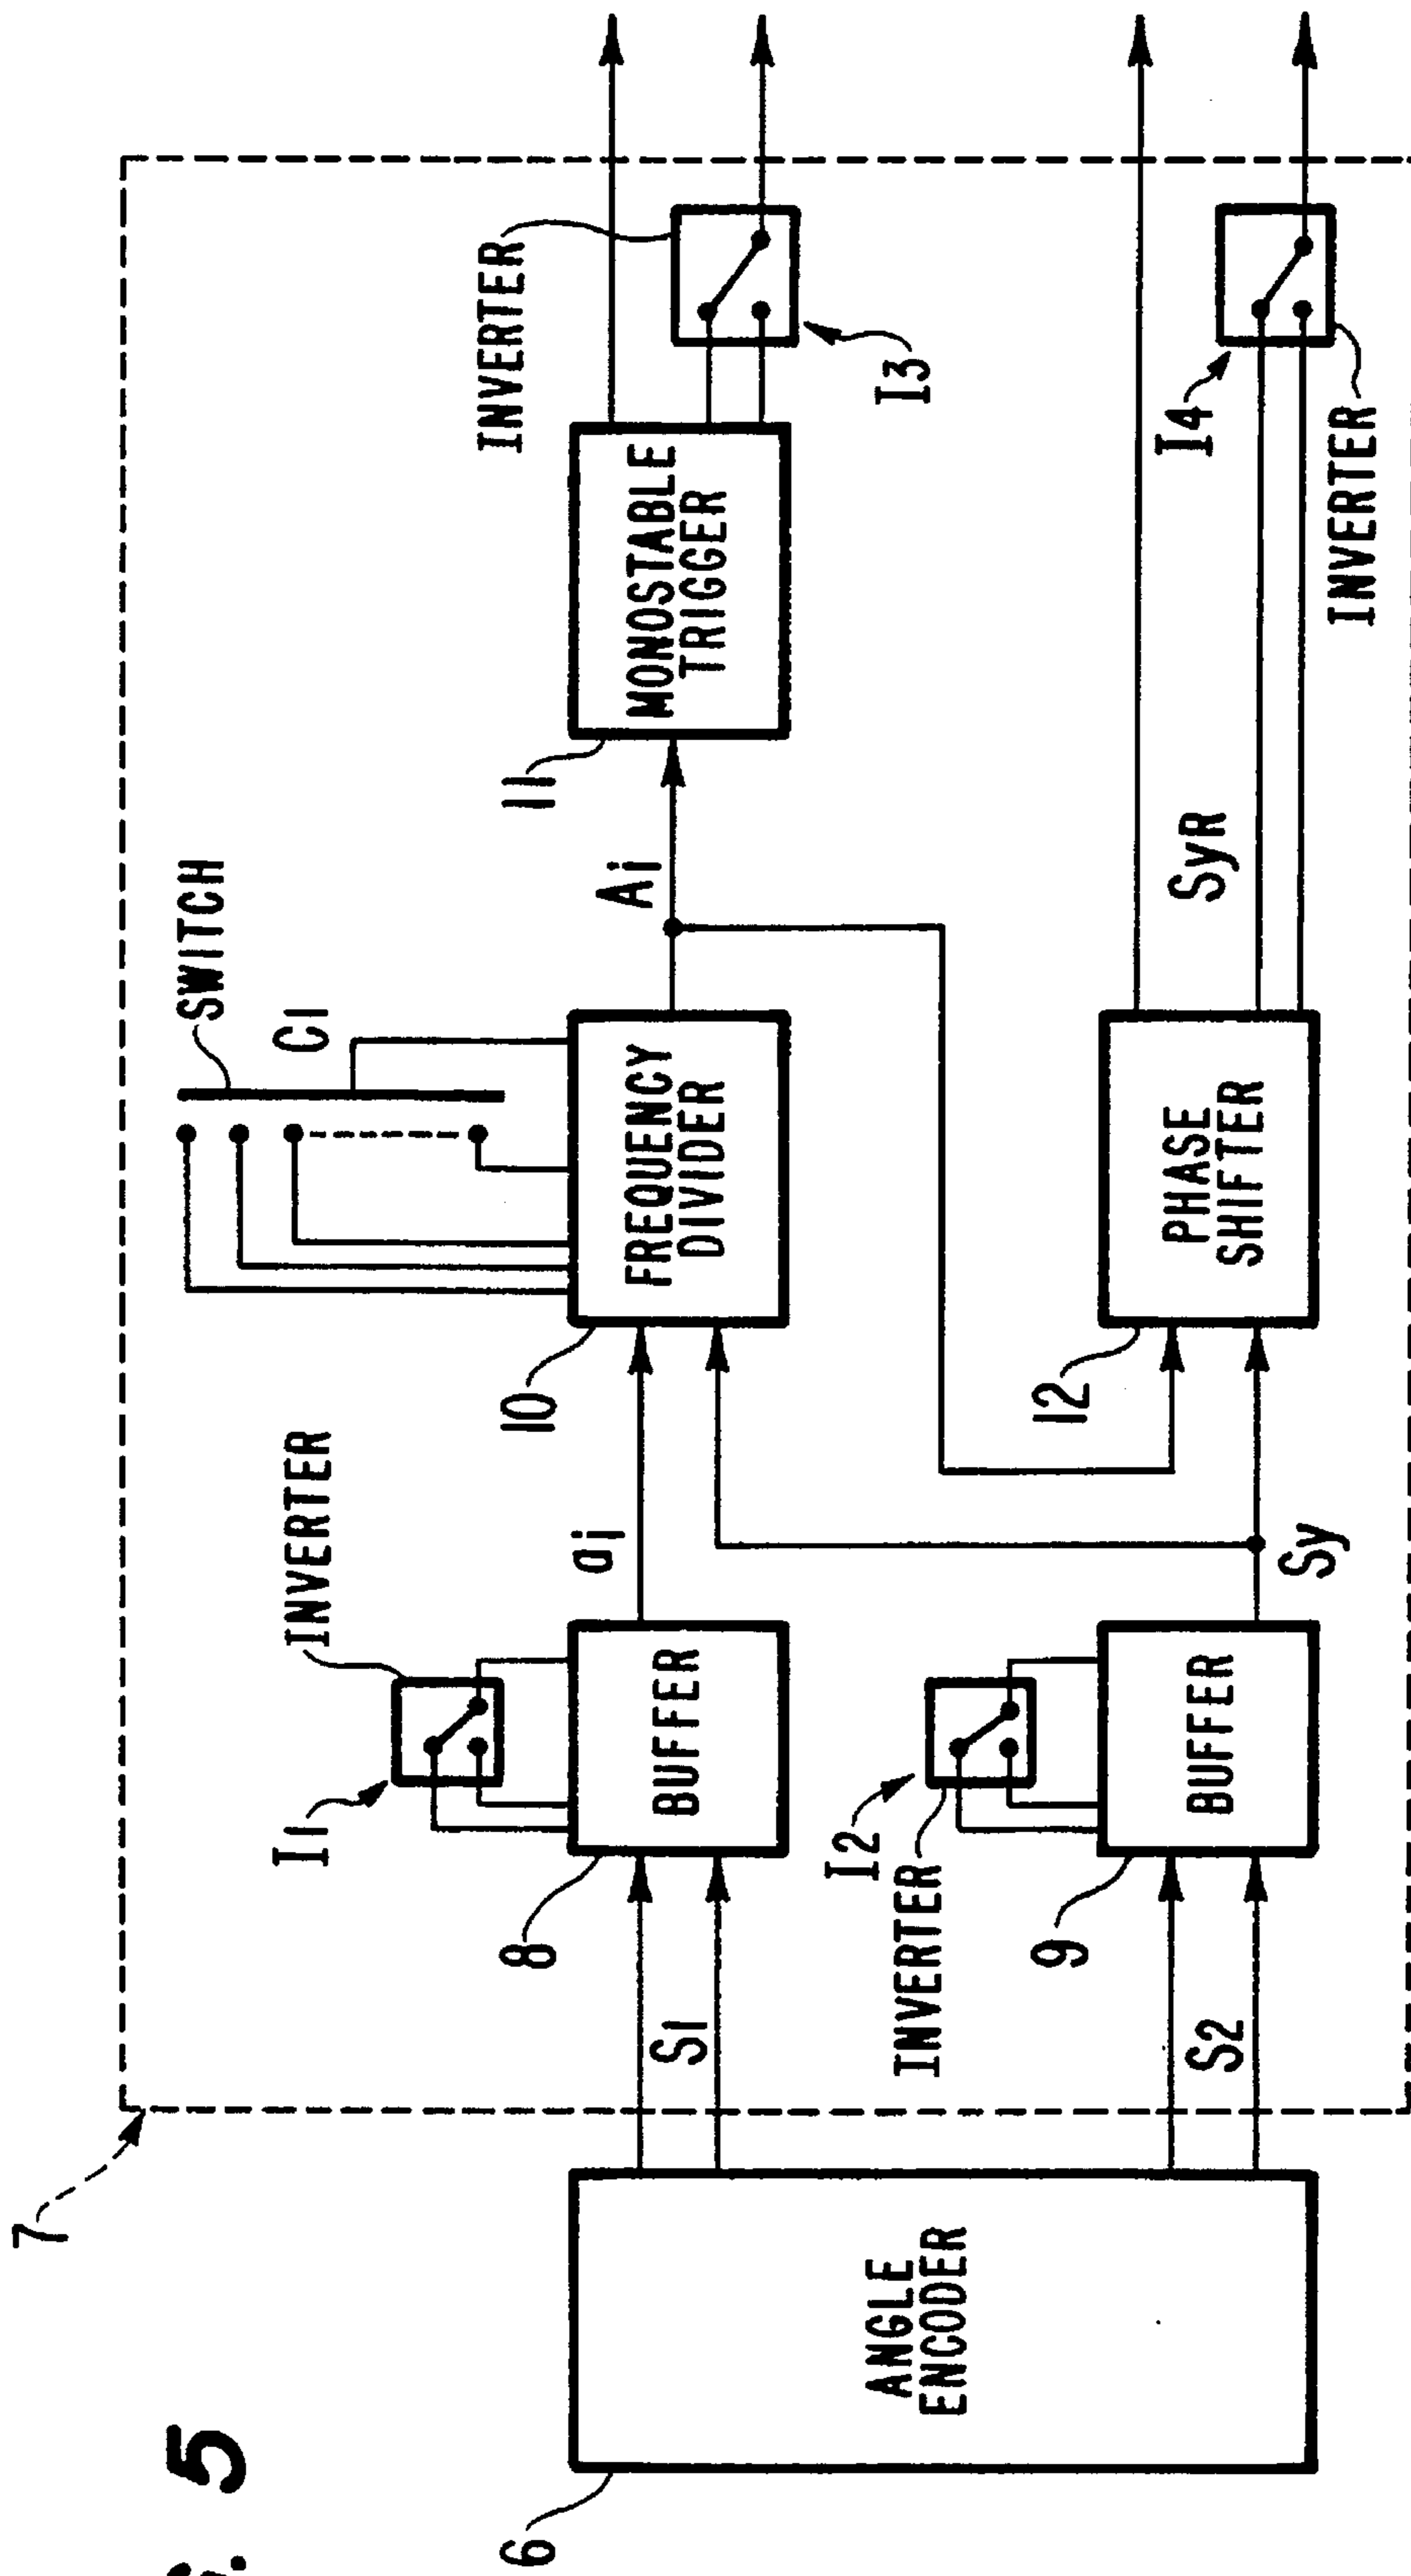 G. 5
7
6
ANGLE
ENCODER
S1
S2
8
BUFFER
I1
INVERTER
9
BUFFER
I2
INVERTER
ai
Sy
10
FREQUENCY
DIVIDER
SWITCH
C1
12
PHASE
SHIFTER
Ai
SyR
11
MONOSTABLE
TRIGGER
INVERTER
I3
I4
INVERTER